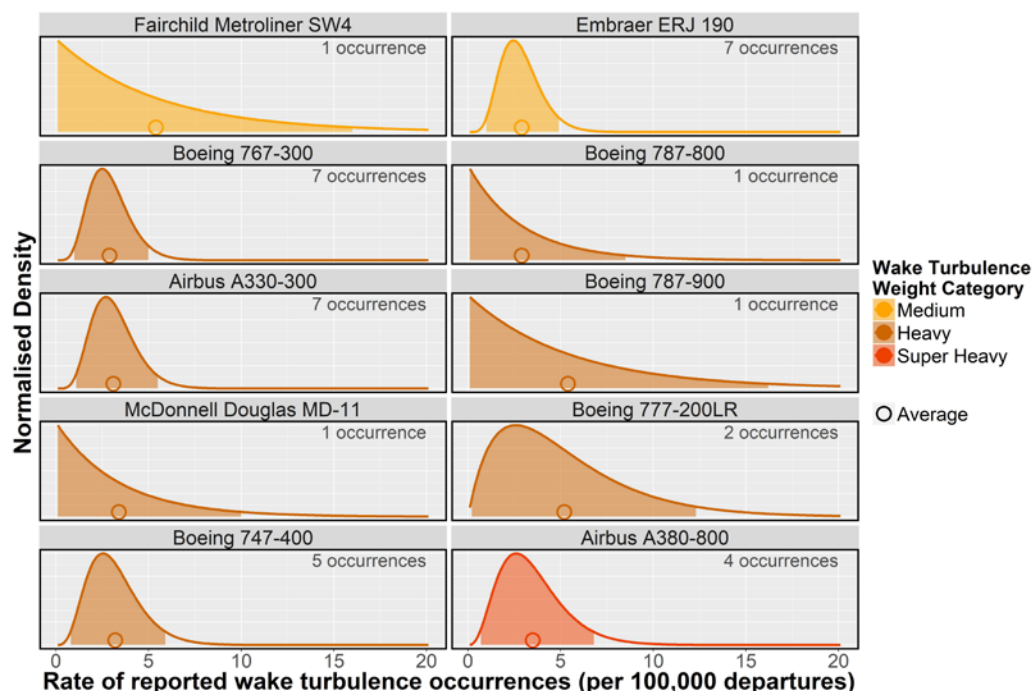 Fairchild Metroliner SW4
1 occurrence
Embraer ERJ 190
7 occurrences
Boeing 767-300
7 occurrences
Boeing 787-800
1 occurrence
Airbus A330-300
7 occurrences
Boeing 787-900
1 occurrence
McDonnell Douglas MD-11
1 occurrence
Boeing 777-200LR
2 occurrences
Boeing 747-400
5 occurrences
Airbus A380-800
4 occurrences
Normalised Density
0 5 10 15 20
0 5 10 15 20
Rate of reported wake turbulence occurrences (per 100,000 departures)
Wake Turbulence
Weight Category
Medium
Heavy
Super Heavy
Average